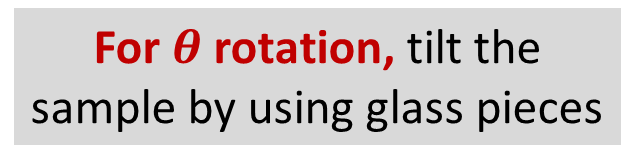 For θ rotation, tilt the
sample by using glass pieces